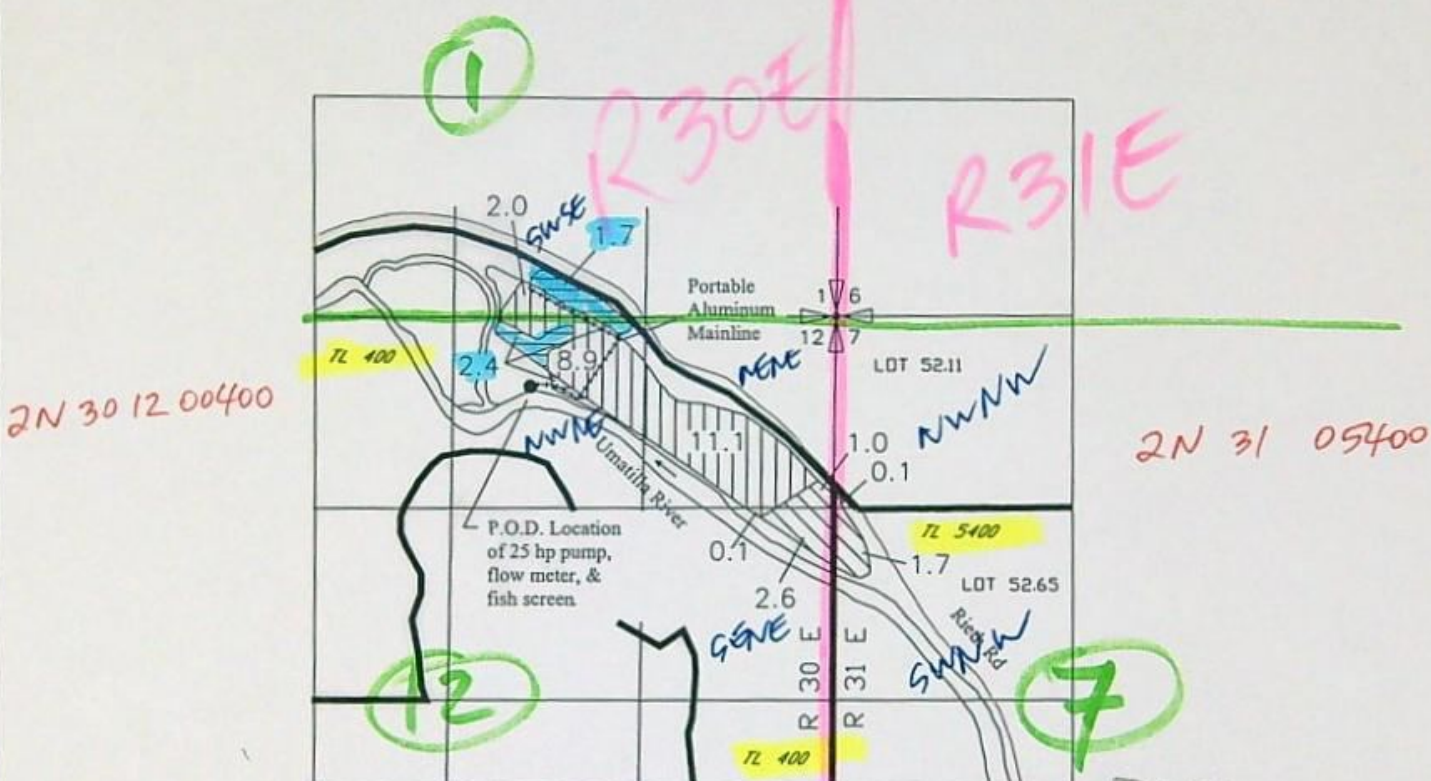 1
R30E
R31E
2.0
SWSE
1.7
Portable
Aluminum
Mainline
1 6
12 7
TL 400
2.4
8.9
NENE
LOT 52.11
NWNW
2N 30 12 00400
2N 31 05400
NWNE
11.1
1.0
0.1
Umatilla River
P.O.D. Location
of 25 hp pump,
flow meter, &
fish screen
TL 5400
0.1
1.7
LOT 52.65
2.6
SENE
Rieth Rd
SWNW
R 30 E
R 31 E
12
7
TL 400